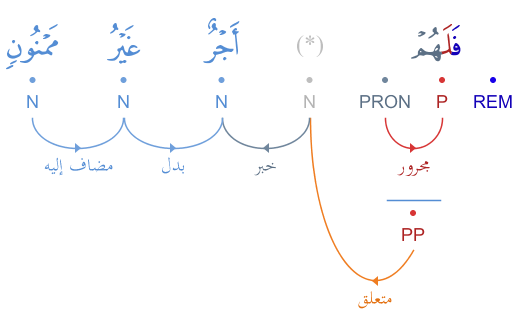 فَلَهُمْ (*) أَجْرٌ غَيْرُ مَمْنُونٍ
REM P PRON N N N N
مجرور خبر بدل مضاف إليه
PP
متعلق